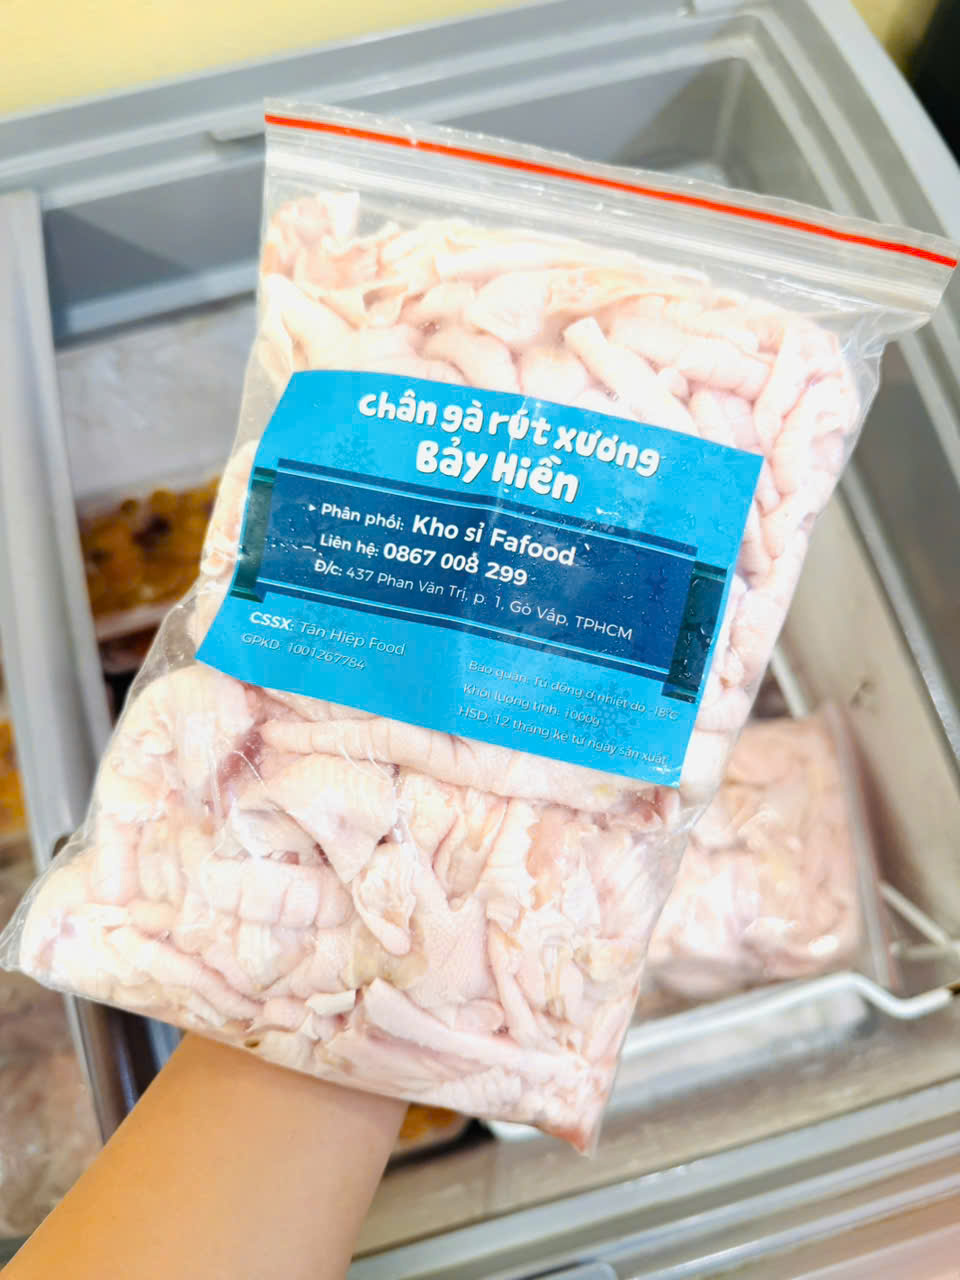 chân gà rút xương
Bảy Hiền
▸ Phân phối: Kho sỉ Fafood
Liên hệ: 0867 008 299
Đ/c: 437 Phan Văn Trị, p. 1, Gò Vấp, TPHCM
CSSX: Tân Hiệp Food
GPKD: 1001267784
Bảo quản: Tủ đông ở nhiệt độ -18°C
Khối lượng tịnh: 1000g
HSD: 12 tháng kể từ ngày sản xuất